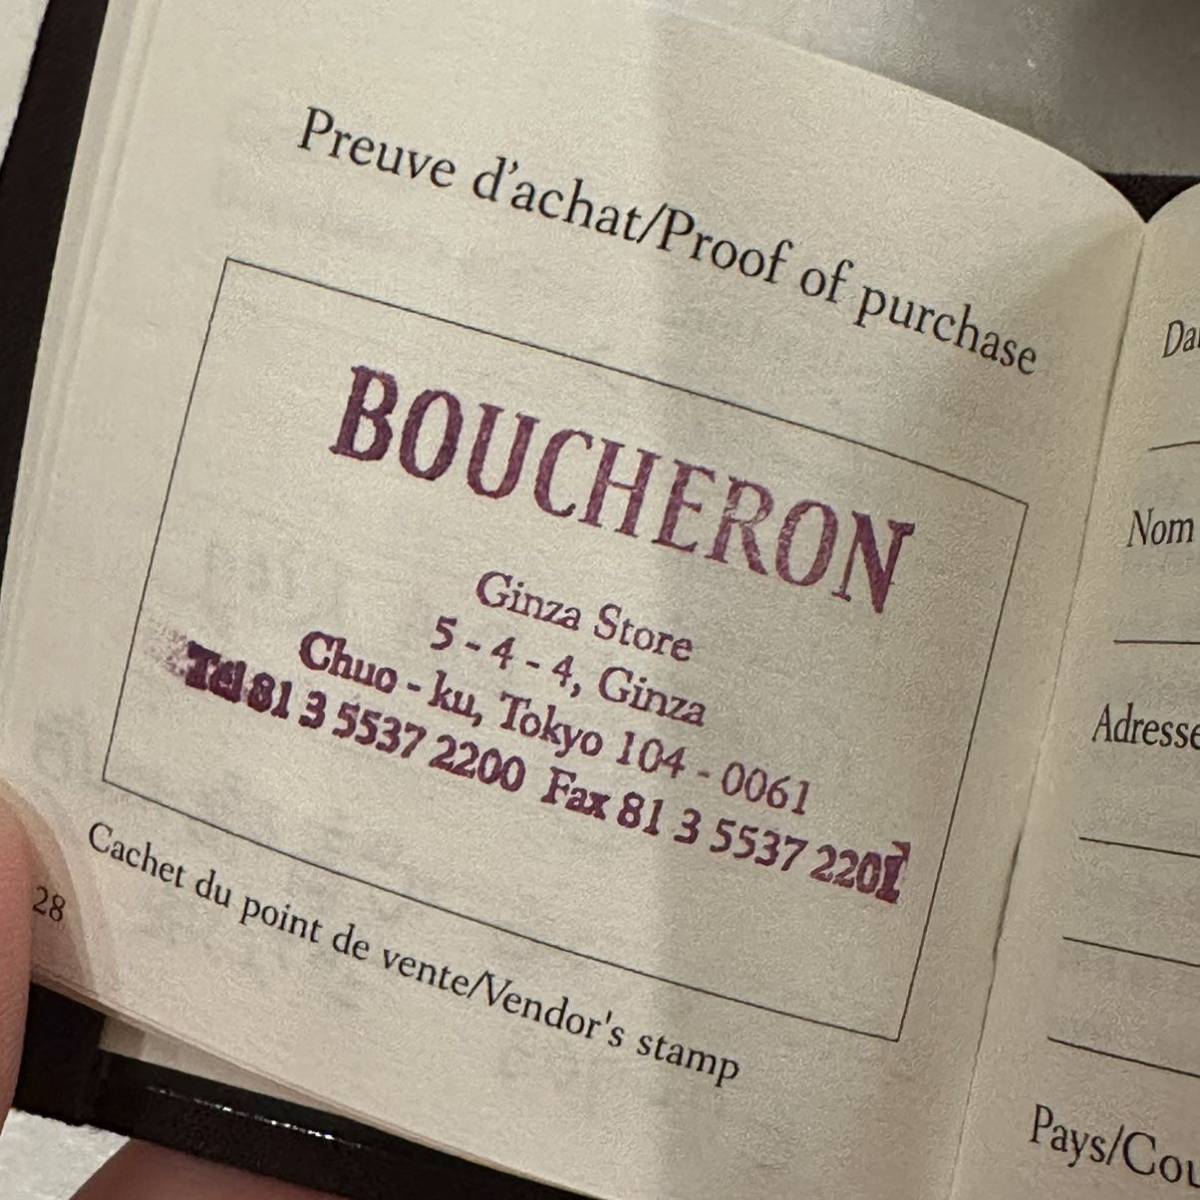 Preuve d'achat/Proof of purchase
BOUCHERON
Ginza Store
5 - 4 - 4, Ginza
Chuo - ku, Tokyo 104 - 0061
Tel 81 3 5537 2200 Fax 81 3 5537 2201
Cachet du point de vente/Vendor's stamp
28
Nom
Adresse